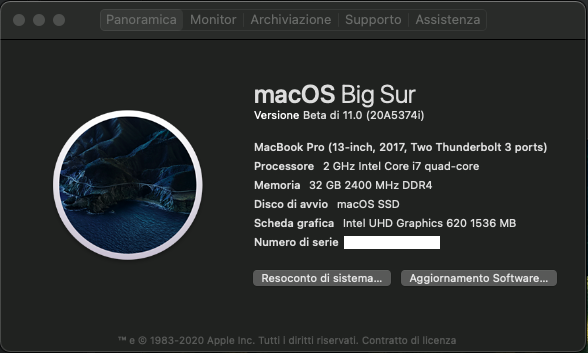 Panoramica Monitor Archiviazione Supporto Assistenza
macOS Big Sur
Versione Beta di 11.0 (20A5374i)
MacBook Pro (13-inch, 2017, Two Thunderbolt 3 ports)
Processore 2 GHz Intel Core i7 quad-core
Memoria 32 GB 2400 MHz DDR4
Disco di avvio macOS SSD
Scheda grafica Intel UHD Graphics 620 1536 MB
Numero di serie
Resoconto di sistema... Aggiornamento Software...
™ e © 1983-2020 Apple Inc. Tutti i diritti riservati. Contratto di licenza